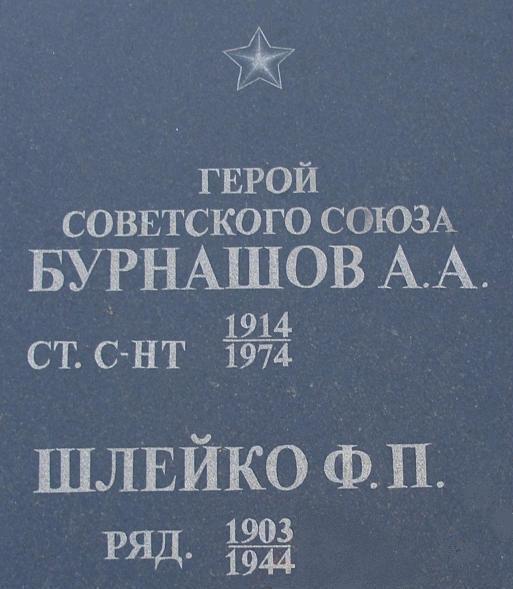 ГЕРОЙ
СОВЕТСКОГО СОЮЗА
БУРНАШОВ А.А.
СТ. С-НТ 1914
1974
ШЛЕЙКО Ф.П.
РЯД. 1903
1944